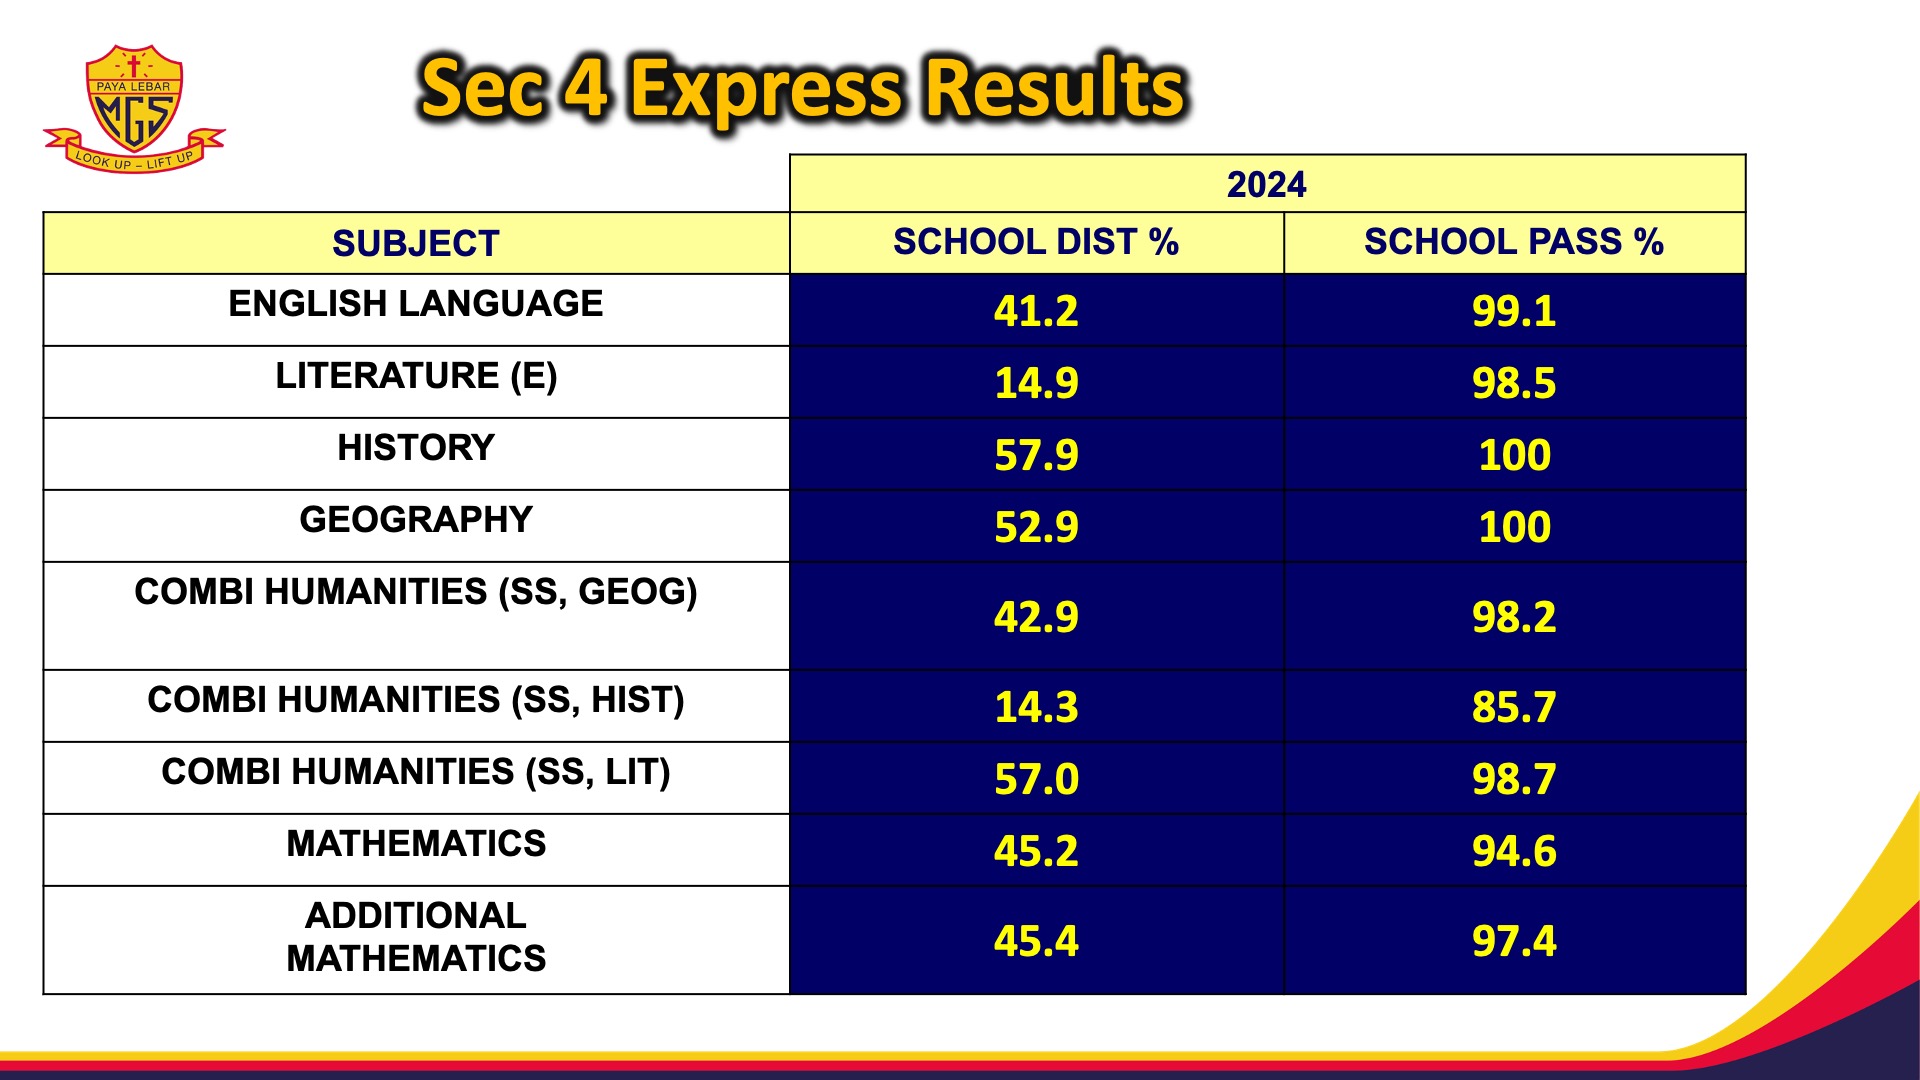 PAYA LEBAR
MGS
LOOK UP – LIFT UP
Sec 4 Express Results
2024
SUBJECT SCHOOL DIST % SCHOOL PASS %
ENGLISH LANGUAGE 41.2 99.1
LITERATURE (E) 14.9 98.5
HISTORY 57.9 100
GEOGRAPHY 52.9 100
COMBI HUMANITIES (SS, GEOG) 42.9 98.2
COMBI HUMANITIES (SS, HIST) 14.3 85.7
COMBI HUMANITIES (SS, LIT) 57.0 98.7
MATHEMATICS 45.2 94.6
ADDITIONAL
MATHEMATICS 45.4 97.4